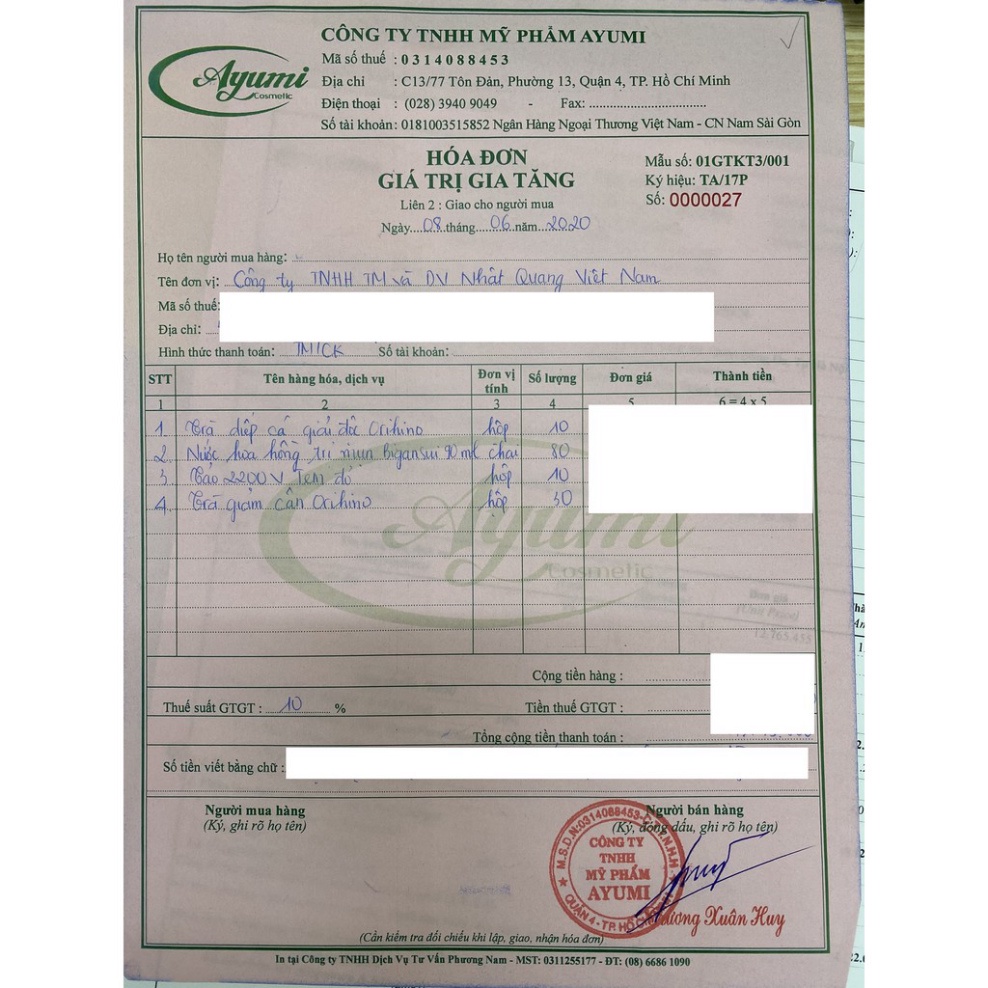 Ayumi
Cosmetic
CÔNG TY TNHH MỸ PHẨM AYUMI
Mã số thuế : 0314088453
Địa chỉ : C13/77 Tôn Đản, Phường 13, Quận 4, TP. Hồ Chí Minh
Điện thoại : (028) 3940 9049 - Fax: ....................................
Số tài khoản: 0181003515852 Ngân Hàng Ngoại Thương Việt Nam - CN Nam Sài Gòn
HÓA ĐƠN
GIÁ TRỊ GIA TĂNG
Liên 2 : Giao cho người mua
Ngày....08.tháng....06.năm...2020
Mẫu số: 01GTKT3/001
Ký hiệu: TA/17P
Số: 0000027
Họ tên người mua hàng:
Tên đơn vị: Công ty TNHH TM và DV Nhật Quang Việt Nam
Mã số thuế:
Địa chỉ:
Hình thức thanh toán: TM/CK Số tài khoản:
STT Tên hàng hóa, dịch vụ Đơn vị tính Số lượng Đơn giá Thành tiền
1 2 3 4 5 6 = 4 x 5
1. Trà diếp cá giải độc Orihino hộp 10
2. Nước hoa hồng trị mụn Bigansui 90 ml chai 80
3. Tảo 2200 V Tem đỏ hộp 10
4. Trà giảm cân Orihino hộp 30
Ayumi
Cosmetic
Cộng tiền hàng :
Thuế suất GTGT : 10 % Tiền thuế GTGT :
Tổng cộng tiền thanh toán :
Số tiền viết bằng chữ :
Người mua hàng
(Ký, ghi rõ họ tên)
Người bán hàng
(Ký, đóng dấu, ghi rõ họ tên)
M.S.D.N:0314088453-C.T.T.N.H.H
CÔNG TY
TNHH
MỸ PHẨM
AYUMI
QUẬN 4 - TP. HỒ
Xuân Huy
(Cần kiểm tra đối chiếu khi lập, giao, nhận hóa đơn)
In tại Công ty TNHH Dịch Vụ Tư Vấn Phương Nam - MST: 0311255177 - ĐT: (08) 6686 1090